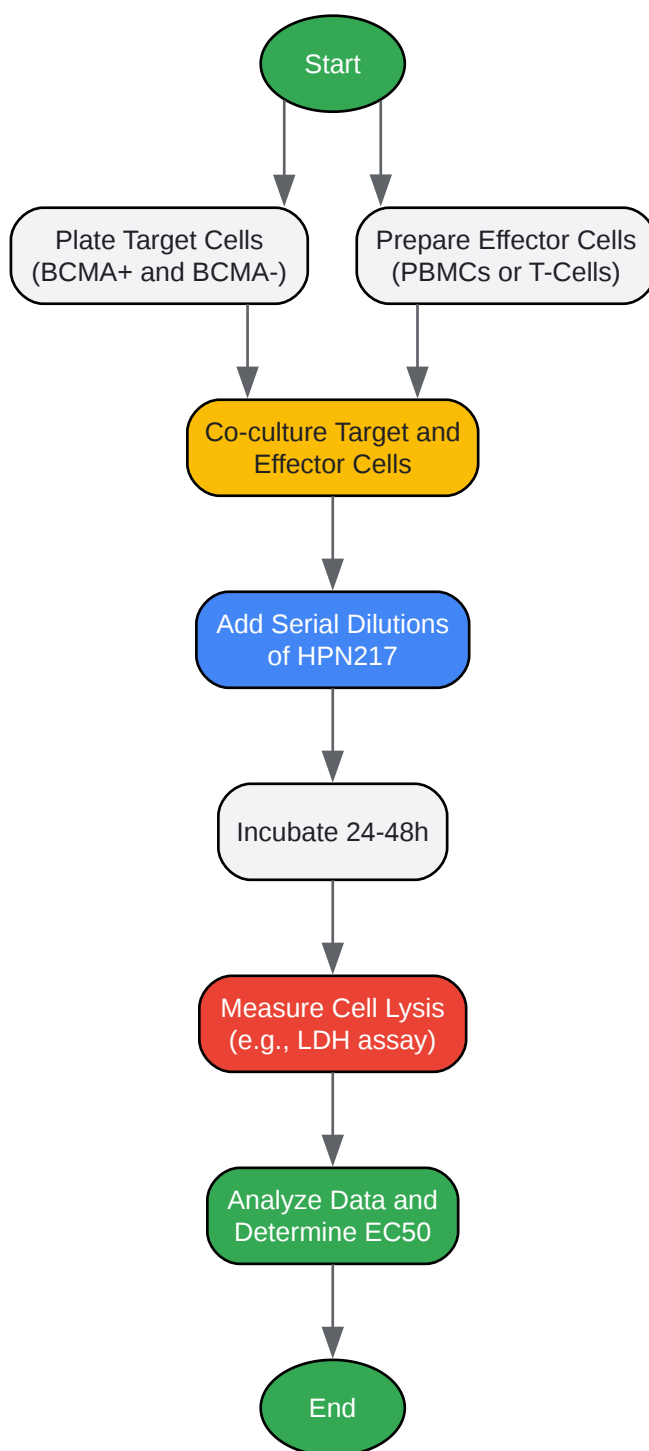 Start
Plate Target Cells
(BCMA+ and BCMA-)
Prepare Effector Cells
(PBMCs or T-Cells)
Co-culture Target and
Effector Cells
Add Serial Dilutions
of HPN217
Incubate 24-48h
Measure Cell Lysis
(e.g., LDH assay)
Analyze Data and
Determine EC50
End